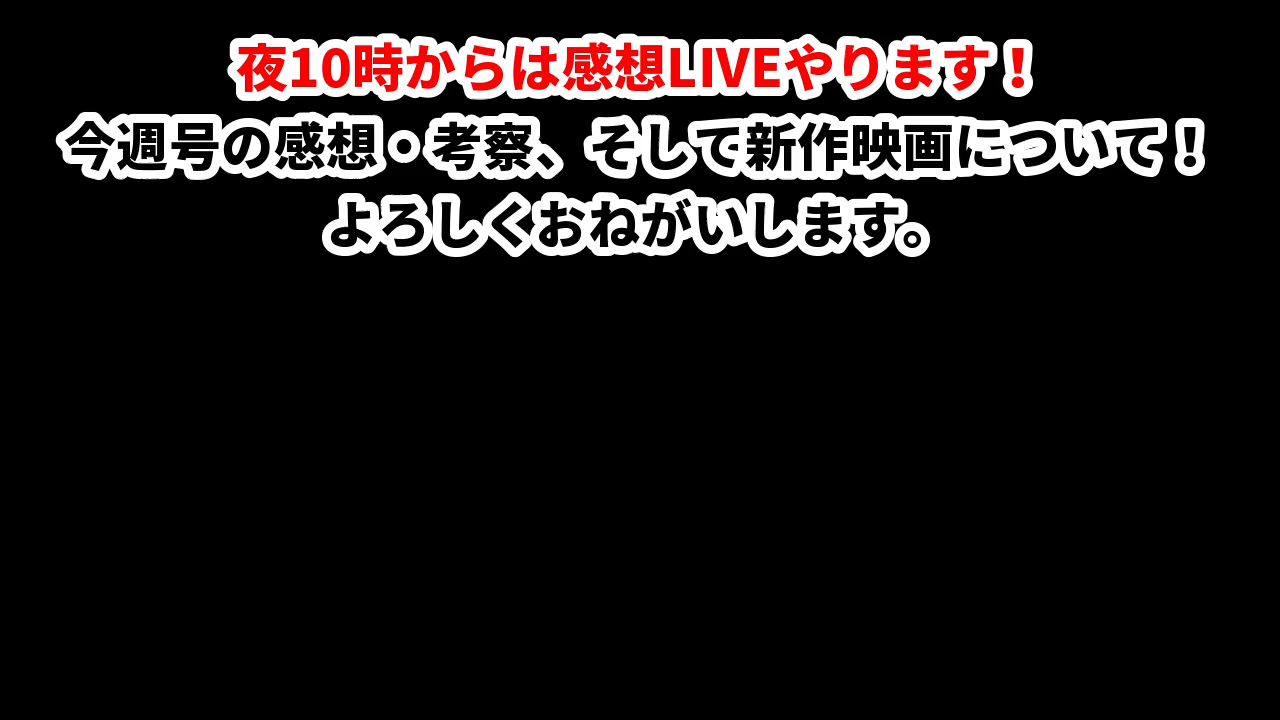 夜10時からは感想LIVEやります！
今週号の感想・考察、そして新作映画について！
よろしくおねがいします。